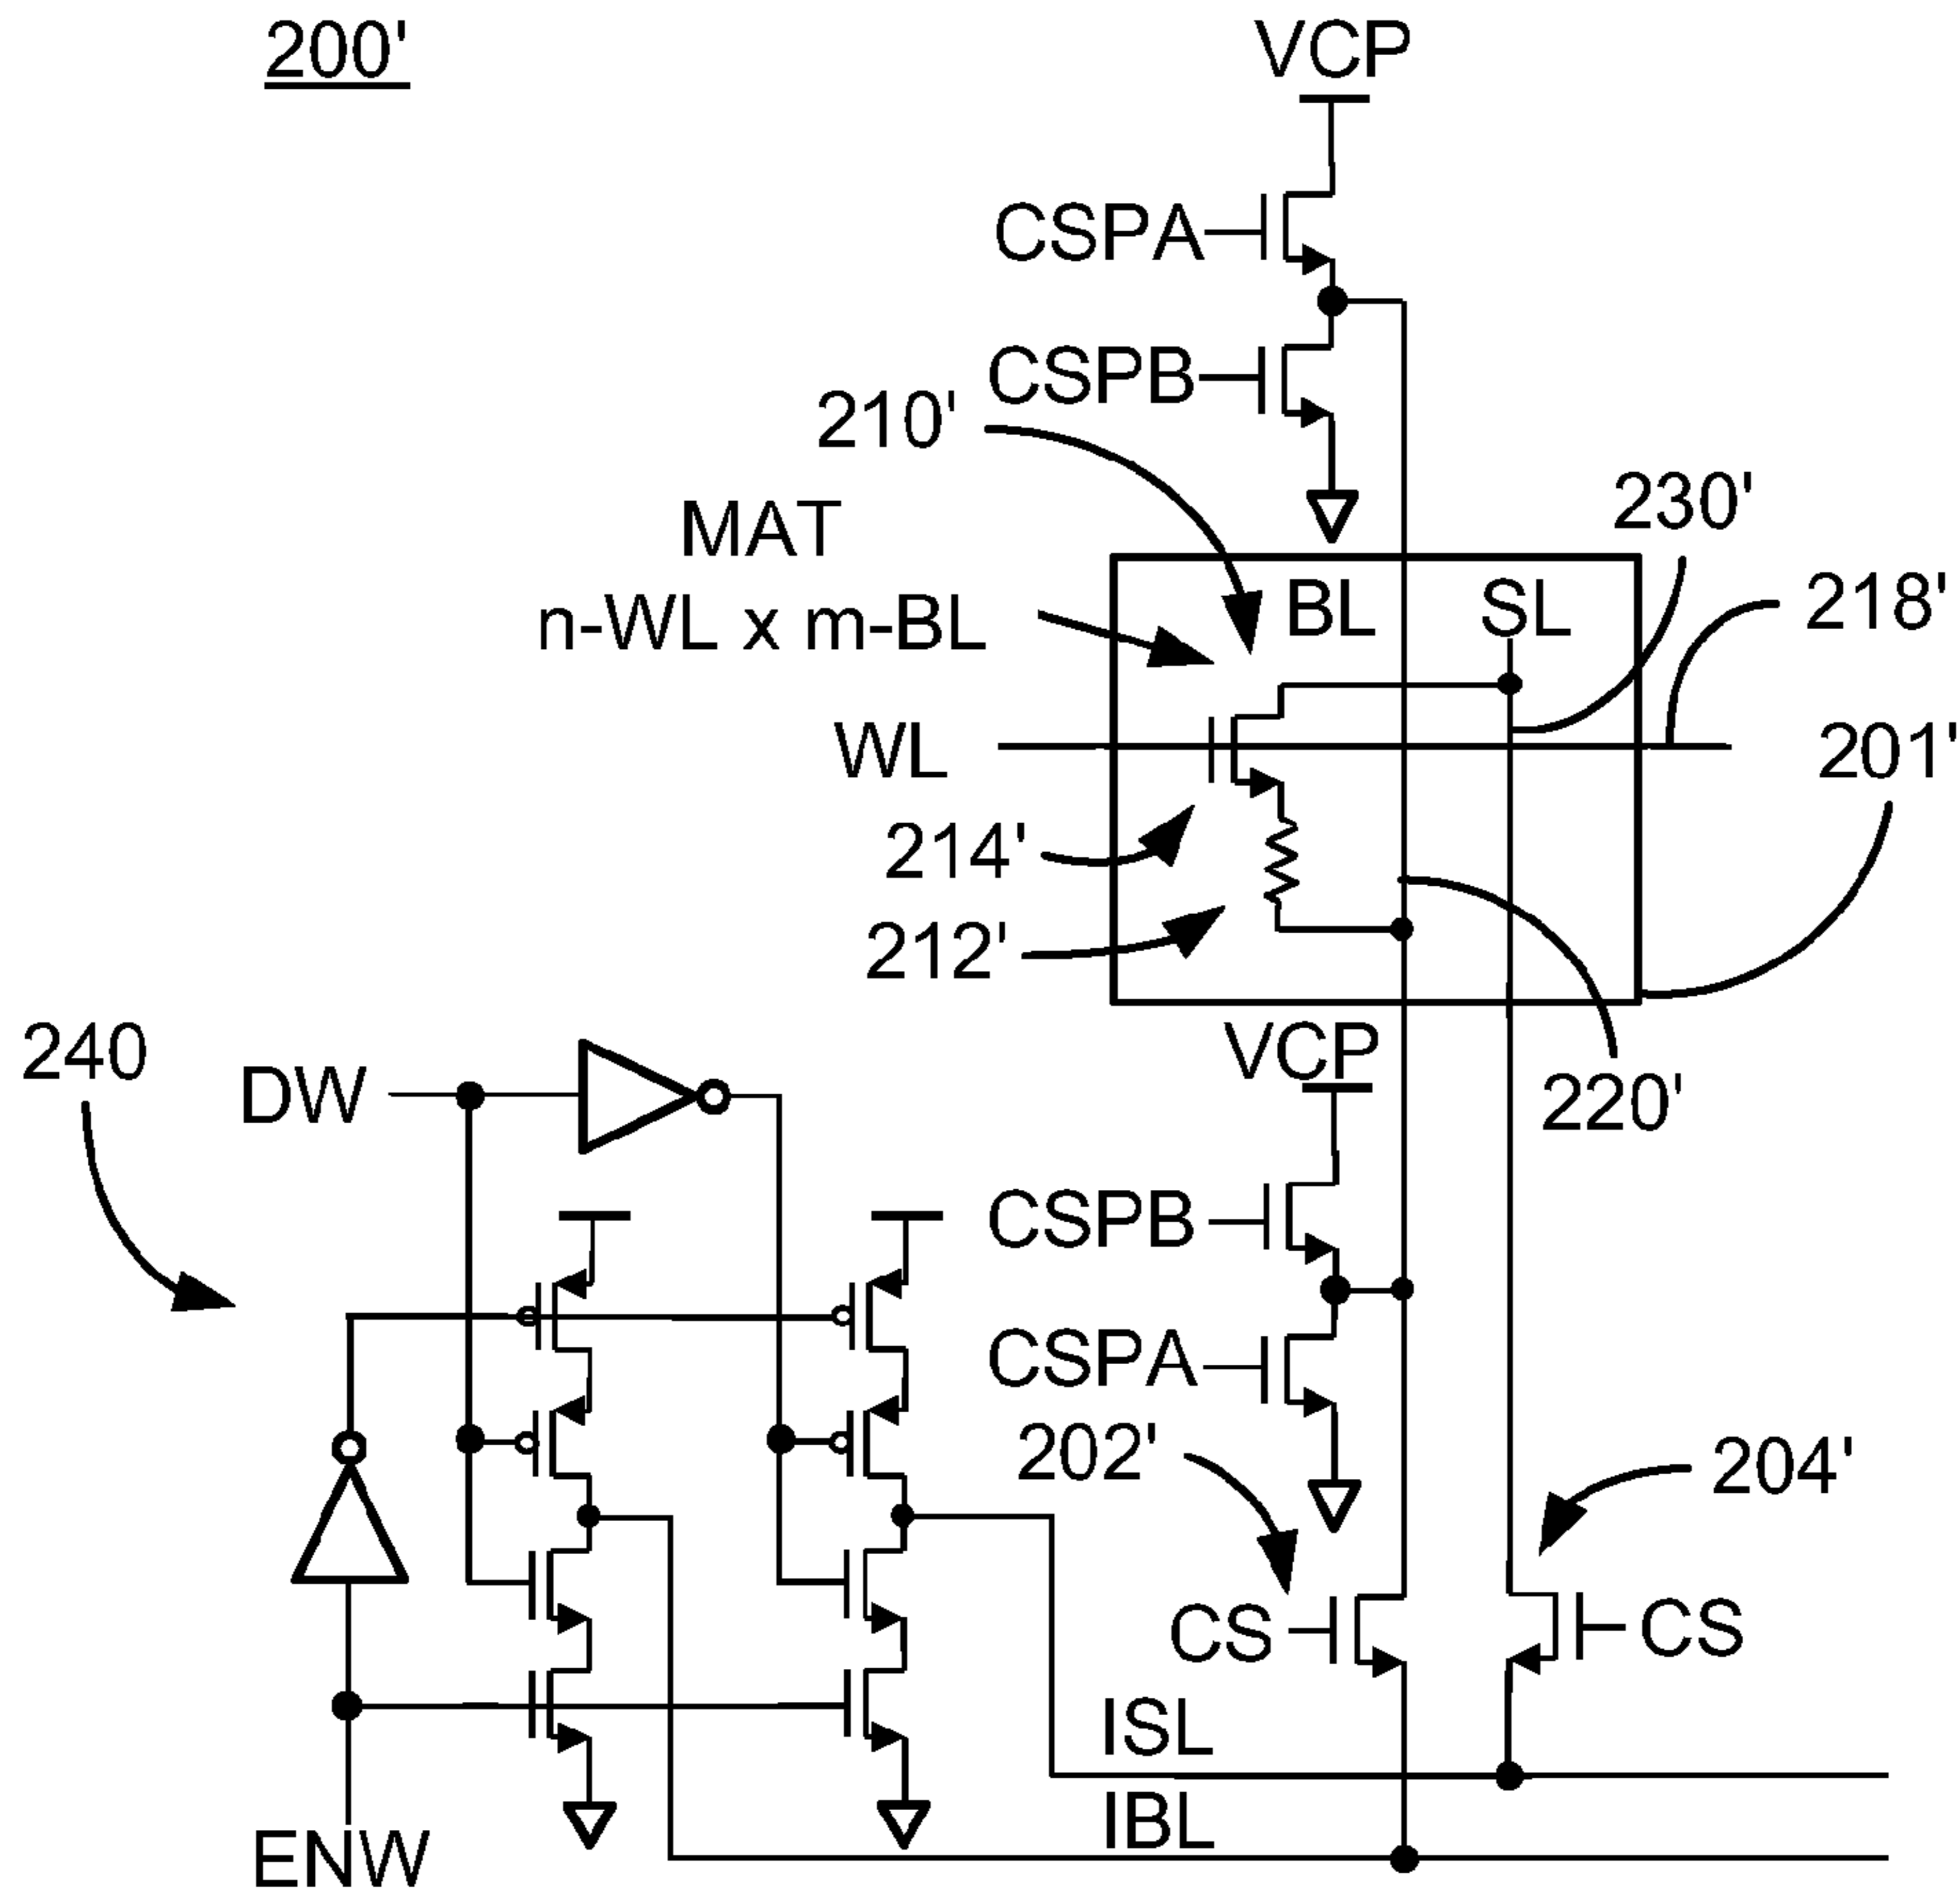 200'
VCP
CSPA
CSPB
210'
230'
MAT
n-WL x m-BL
BL
SL
218'
WL
201'
214'
212'
240
DW
VCP
220'
CSPB
CSPA
202'
204'
CS
CS
ISL
IBL
ENW